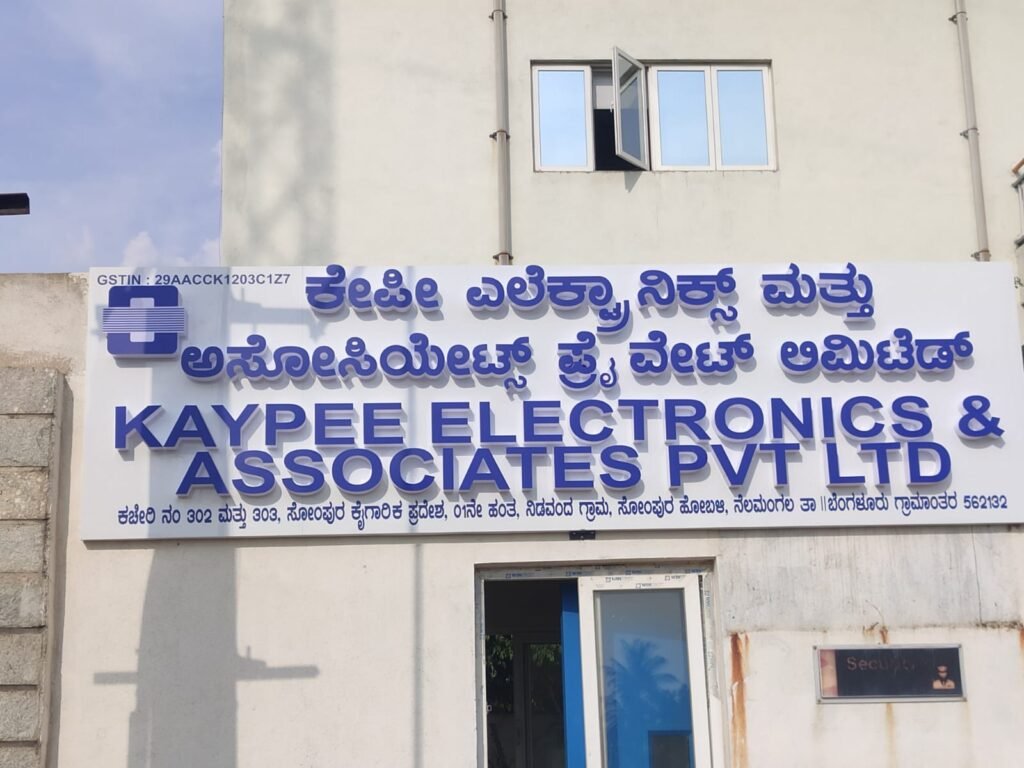 GSTIN : 29AACCK1203C1Z7
ಕೇಪೀ ಎಲೆಕ್ಟ್ರಾನಿಕ್ಸ್ ಮತ್ತು
ಅಸೋಸಿಯೇಟ್ಸ್ ಪ್ರೈವೇಟ್ ಲಿಮಿಟೆಡ್
KAYPEE ELECTRONICS &
ASSOCIATES PVT LTD
ಕಚೇರಿ ನಂ 302 ಮತ್ತು 303, ಸೋಂಪುರ ಕೈಗಾರಿಕ ಪ್ರದೇಶ, 01ನೇ ಹಂತ, ನಿಡವಂದ ಗ್ರಾಮ, ಸೋಂಪುರ ಹೋಬಳಿ, ನೆಲಮಂಗಲ ತಾ ||ಬೆಂಗಳೂರು ಗ್ರಾಮಾಂತರ 562132
Security